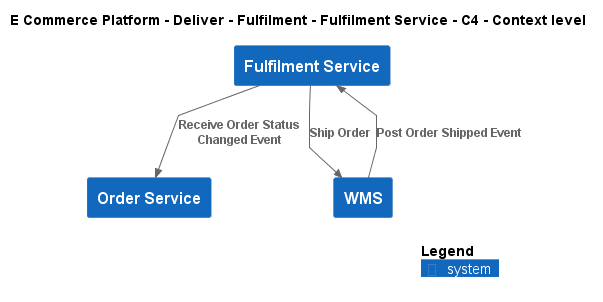 E Commerce Platform - Deliver - Fulfilment - Fulfilment Service - C4 - Context level
Fulfilment Service
Receive Order Status
Changed Event
Ship Order
Post Order Shipped Event
Order Service
WMS
Legend
system